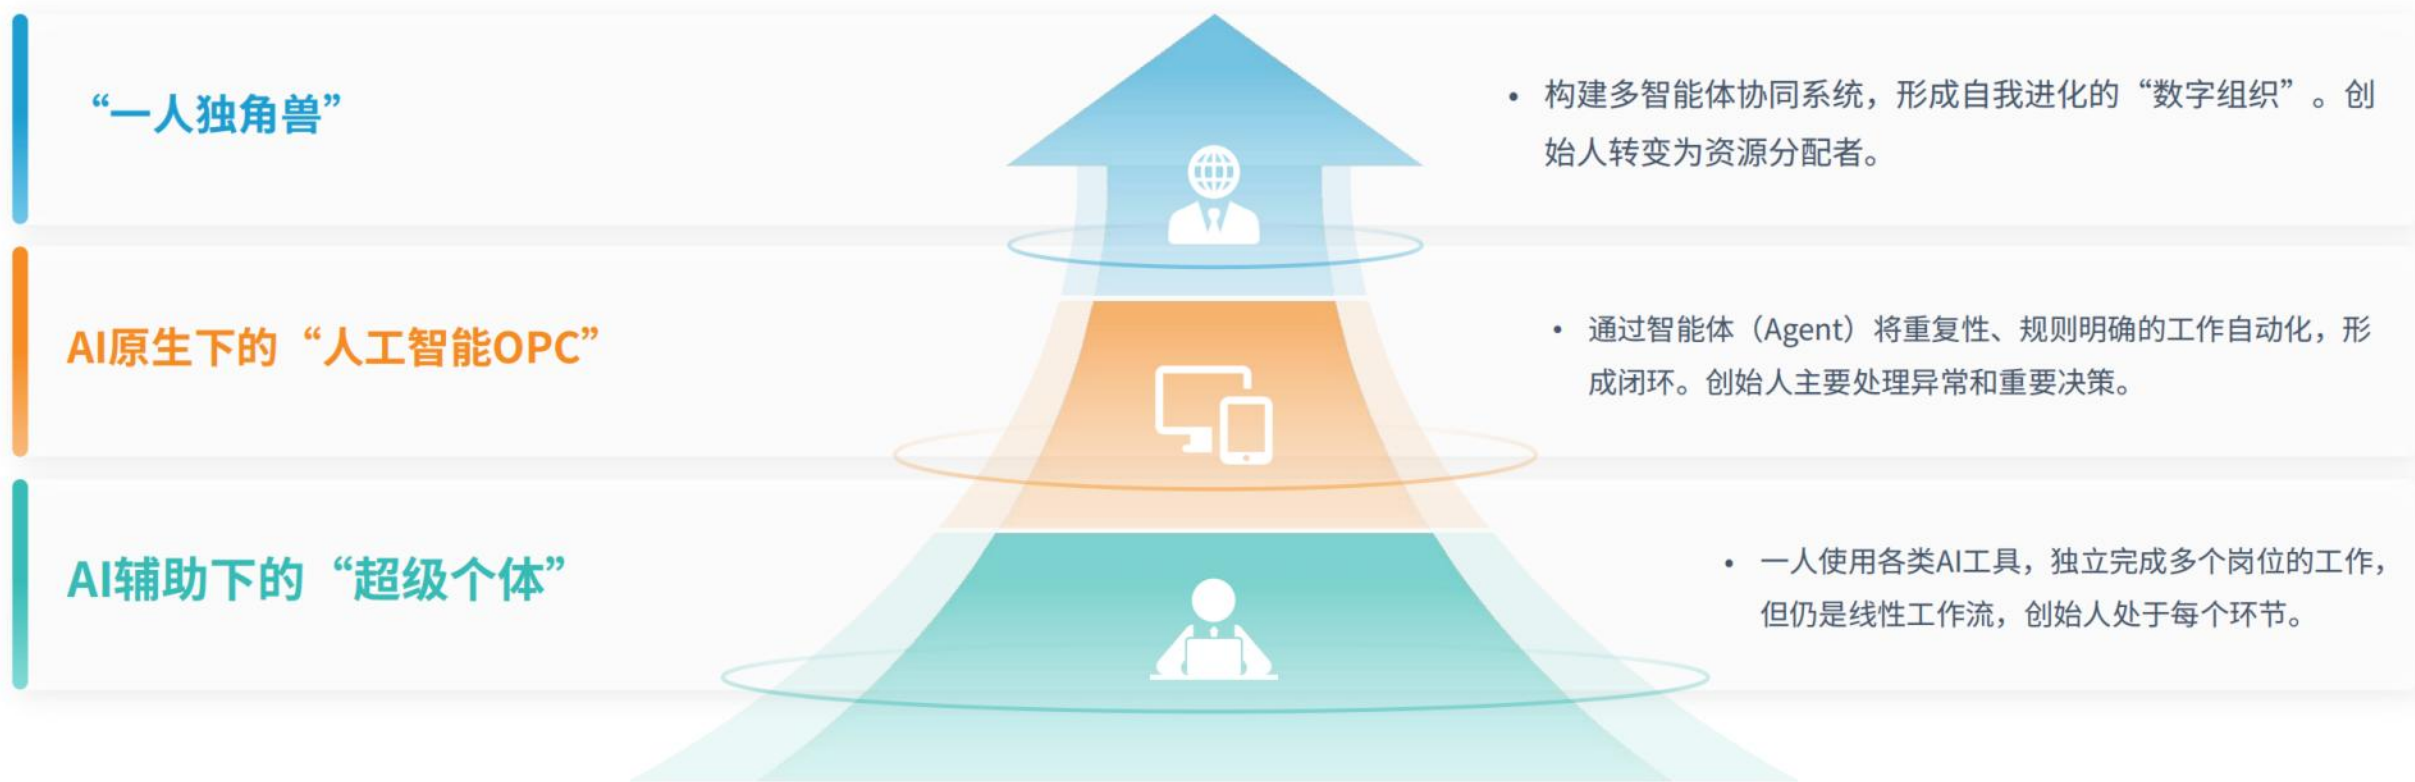 “一人独角兽”
• 构建多智能体协同系统，形成自我进化的“数字组织”。创
始人转变为资源分配者。
AI原生下的“人工智能OPC”
• 通过智能体（Agent）将重复性、规则明确的工作自动化，形
成闭环。创始人主要处理异常和重要决策。
AI辅助下的“超级个体”
• 一人使用各类AI工具，独立完成多个岗位的工作，
但仍是线性工作流，创始人处于每个环节。